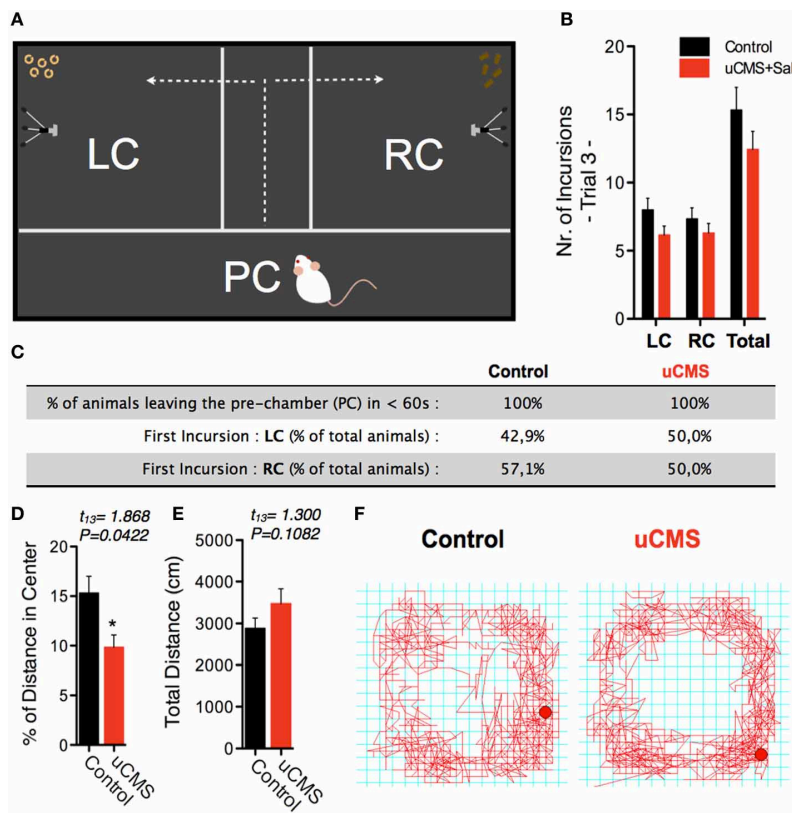 A
LC
RC
PC
B
Nr. of Incursions
- Trial 3 -
20
15
10
5
0
Control
uCMS+Sal
LC RC Total
C
Control uCMS
% of animals leaving the pre-chamber (PC) in < 60s : 100% 100%
First Incursion : LC (% of total animals) : 42,9% 50,0%
First Incursion : RC (% of total animals) : 57,1% 50,0%
D
t13= 1.868
P=0.0422
% of Distance in Center
20
15
10
15
0
*
Control
uCMS
E
t13= 1.300
P=0.1082
Total Distance (cm)
5000
4000
3000
2000
1000
0
Control
uCMS
F
Control
uCMS